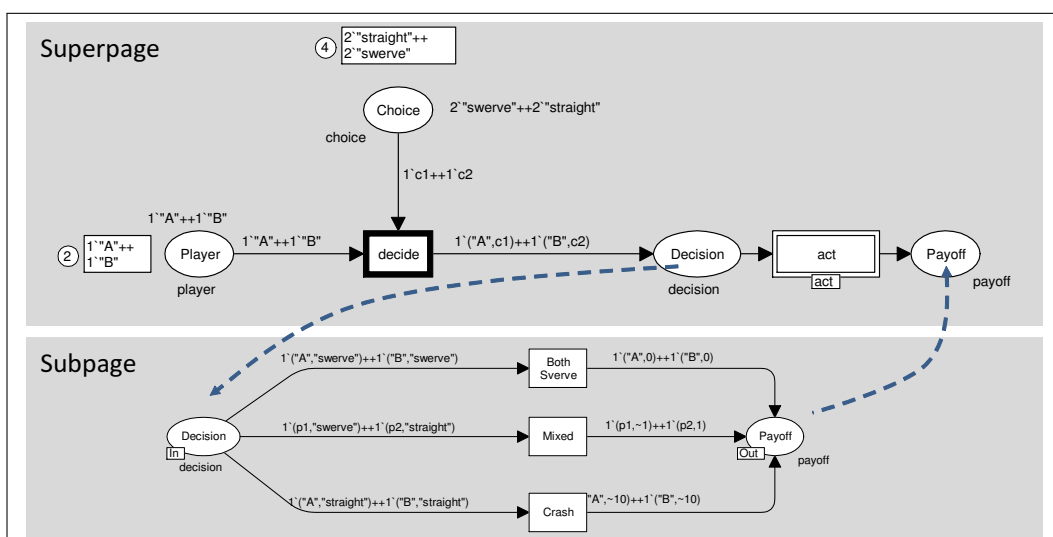 Superpage
4
2`"straight"++
2`"swerve"
Choice
2`"swerve"++2`"straight"
choice
1`c1++1`c2
1`"A"++1`"B"
2
1`"A"++
1`"B"
Player
player
1`"A"++1`"B"
decide
1`("A",c1)++1`("B",c2)
Decision
decision
act
act
Payoff
payoff
Subpage
1`("A","swerve")++1`("B","swerve")
Both
Sverve
1`("A",0)++1`("B",0)
Decision
In
decision
1`(p1,"swerve")++1`(p2,"straight")
Mixed
1`(p1,~1)++1`(p2,1)
Payoff
Out
payoff
1`("A","straight")++1`("B","straight")
Crash
"A",~10)++1`("B",~10)